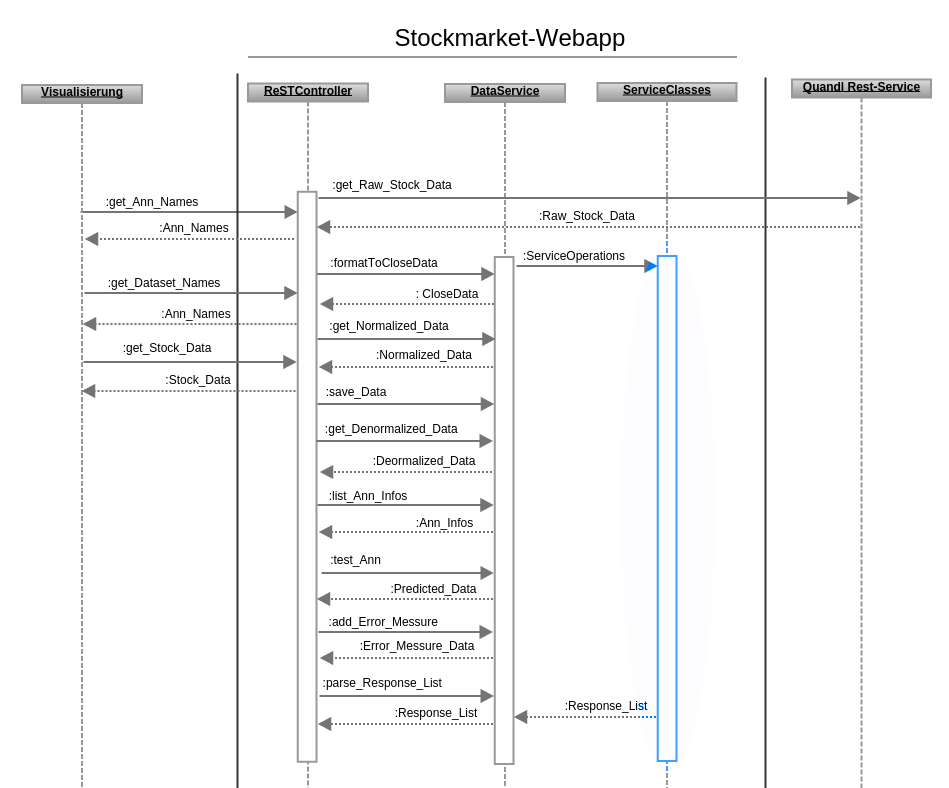 Stockmarket-Webapp
Visualisierung
ReSTController
DataService
ServiceClasses
Quandl Rest-Service
:get_Raw_Stock_Data
:get_Ann_Names
:Raw_Stock_Data
:Ann_Names
:ServiceOperations
:formatToCloseData
:get_Dataset_Names
: CloseData
:Ann_Names
:get_Normalized_Data
:get_Stock_Data
:Normalized_Data
:Stock_Data
:save_Data
:get_Denormalized_Data
:Deormalized_Data
:list_Ann_Infos
:Ann_Infos
:test_Ann
:Predicted_Data
:add_Error_Messure
:Error_Messure_Data
:parse_Response_List
:Response_List
:Response_List